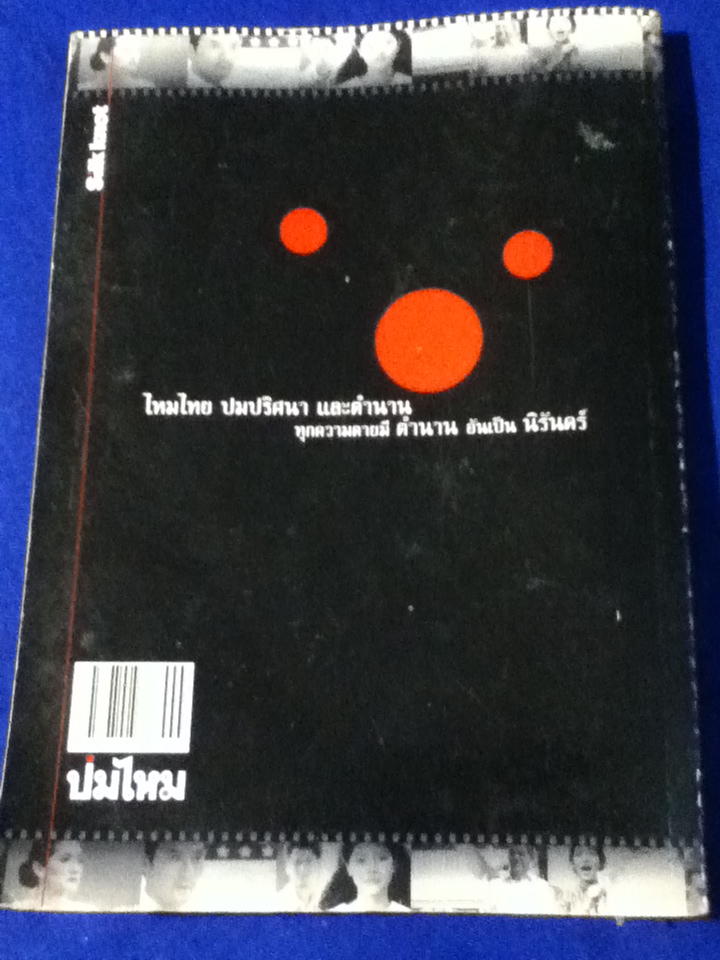 Silk knot
ไหมไทย ปมปริศนา และตำนาน
ทุกความตายมี ตำนาน อันเป็น นิรันดร์
ปมไหม